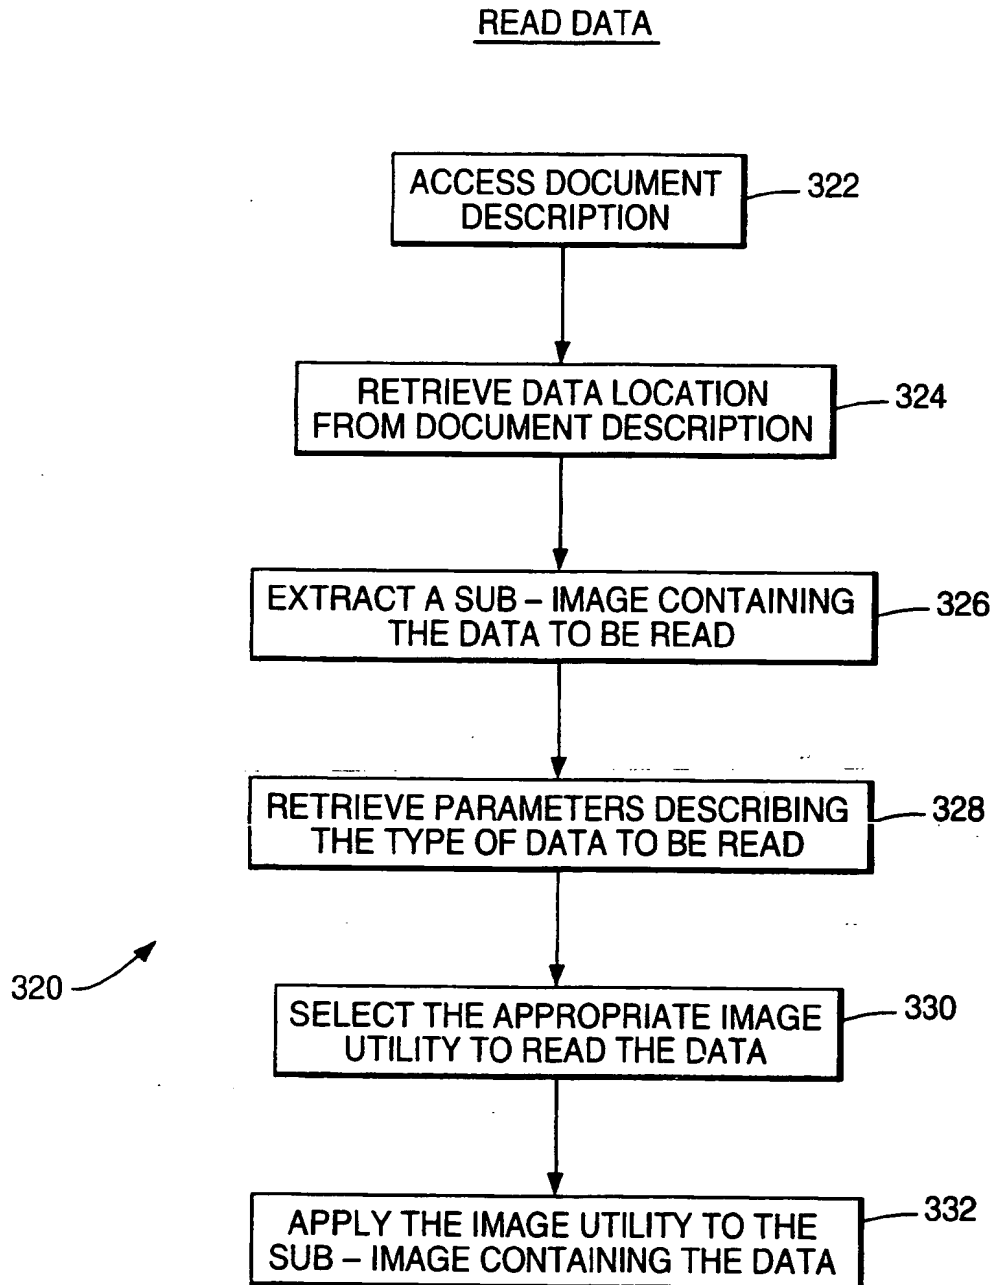 READ DATA
ACCESS DOCUMENT
DESCRIPTION
322
RETRIEVE DATA LOCATION
FROM DOCUMENT DESCRIPTION
324
EXTRACT A SUB – IMAGE CONTAINING
THE DATA TO BE READ
326
RETRIEVE PARAMETERS DESCRIBING
THE TYPE OF DATA TO BE READ
328
320
SELECT THE APPROPRIATE IMAGE
UTILITY TO READ THE DATA
330
APPLY THE IMAGE UTILITY TO THE
SUB – IMAGE CONTAINING THE DATA
332